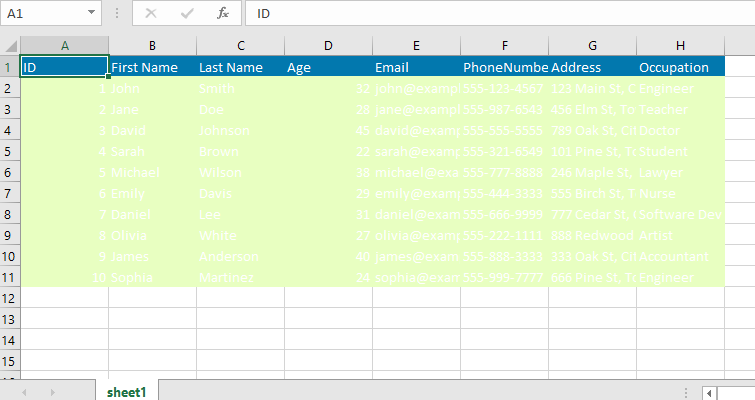 A1 fx ID
A B C D E F G H
1 ID First Name Last Name Age Email PhoneNumbe Address Occupation
2 1 John Smith 32 john@exampl 555-123-4567 123 Main St, C Engineer
3 2 Jane Doe 28 jane@exampl 555-987-6543 456 Elm St, To Teacher
4 3 David Johnson 45 david@exam 555-555-5555 789 Oak St, Cit Doctor
5 4 Sarah Brown 22 sarah@exam 555-321-6549 101 Pine St, To Student
6 5 Michael Wilson 38 michael@exa 555-777-8888 246 Maple St, Lawyer
7 6 Emily Davis 29 emily@exam 555-444-3333 555 Birch St, T Nurse
8 7 Daniel Lee 31 daniel@exam 555-666-9999 777 Cedar St, Software Dev
9 8 Olivia White 27 olivia@exam 555-222-1111 888 Redwood Artist
10 9 James Anderson 40 james@exam 555-888-3333 333 Oak St, Cit Accountant
11 10 Sophia Martinez 24 sophia@exam 555-999-7777 666 Pine St, To Engineer
12
13
14
15
sheet1